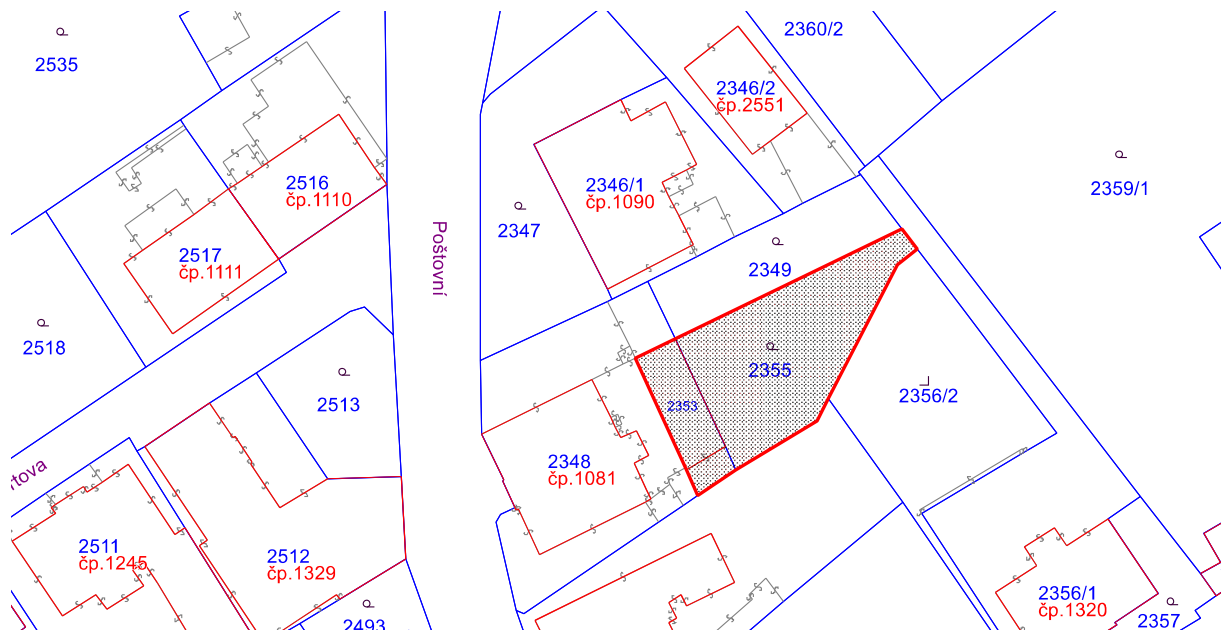 2360/2
2535
2346/2
čp.2551
2516
čp.1110
2346/1
čp.1090
2359/1
2347
Poštovní
2517
čp.1111
2349
2518
2355
2356/2
2513
2353
2348
čp.1081
rtova
2511
čp.1245
2512
čp.1329
2356/1
čp.1320
2357
2493